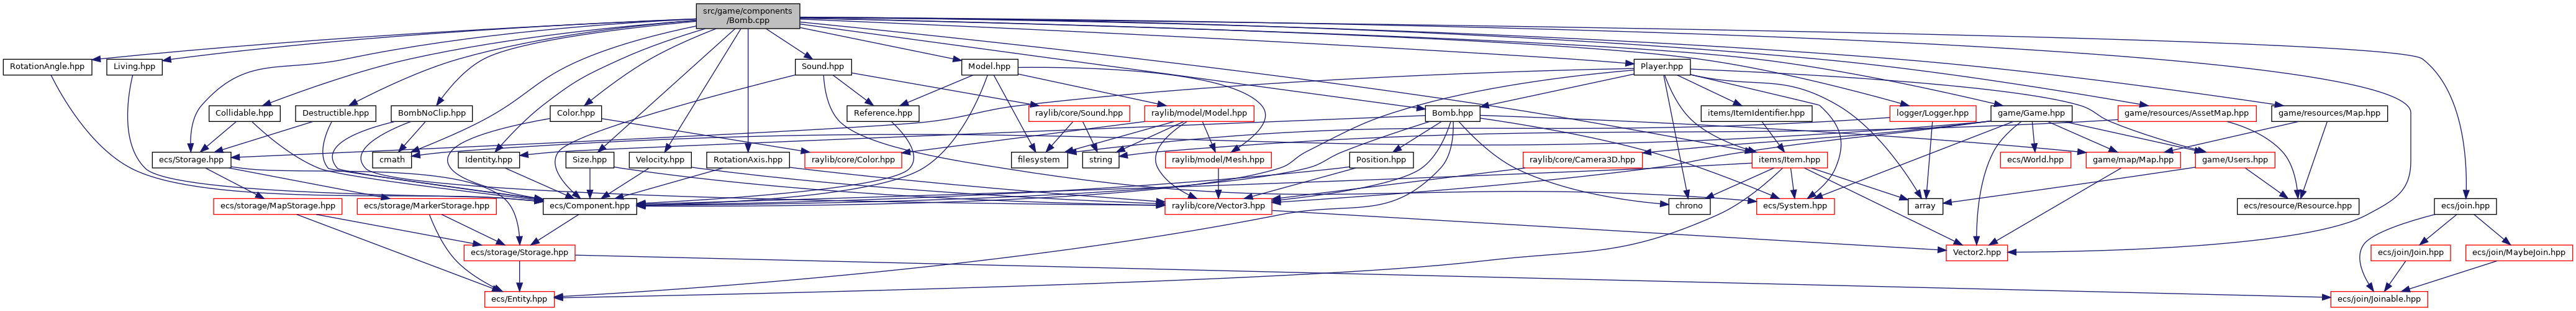 src/game/components
/Bomb.cpp
RotationAngle.hpp
Living.hpp
Sound.hpp
Model.hpp
Player.hpp
Collidable.hpp
Destructible.hpp
BombNoClip.hpp
Color.hpp
Reference.hpp
raylib/core/Sound.hpp
raylib/model/Model.hpp
Bomb.hpp
items/ItemIdentifier.hpp
logger/Logger.hpp
game/Game.hpp
game/resources/AssetMap.hpp
game/resources/Map.hpp
ecs/Storage.hpp
cmath
Identity.hpp
Size.hpp
Velocity.hpp
RotationAxis.hpp
raylib/core/Color.hpp
filesystem
string
raylib/model/Mesh.hpp
Position.hpp
raylib/core/Camera3D.hpp
items/Item.hpp
ecs/World.hpp
game/map/Map.hpp
game/Users.hpp
ecs/storage/MapStorage.hpp
ecs/storage/MarkerStorage.hpp
ecs/Component.hpp
raylib/core/Vector3.hpp
chrono
ecs/System.hpp
array
ecs/resource/Resource.hpp
ecs/join.hpp
ecs/storage/Storage.hpp
Vector2.hpp
ecs/join/Join.hpp
ecs/join/MaybeJoin.hpp
ecs/Entity.hpp
ecs/join/Joinable.hpp